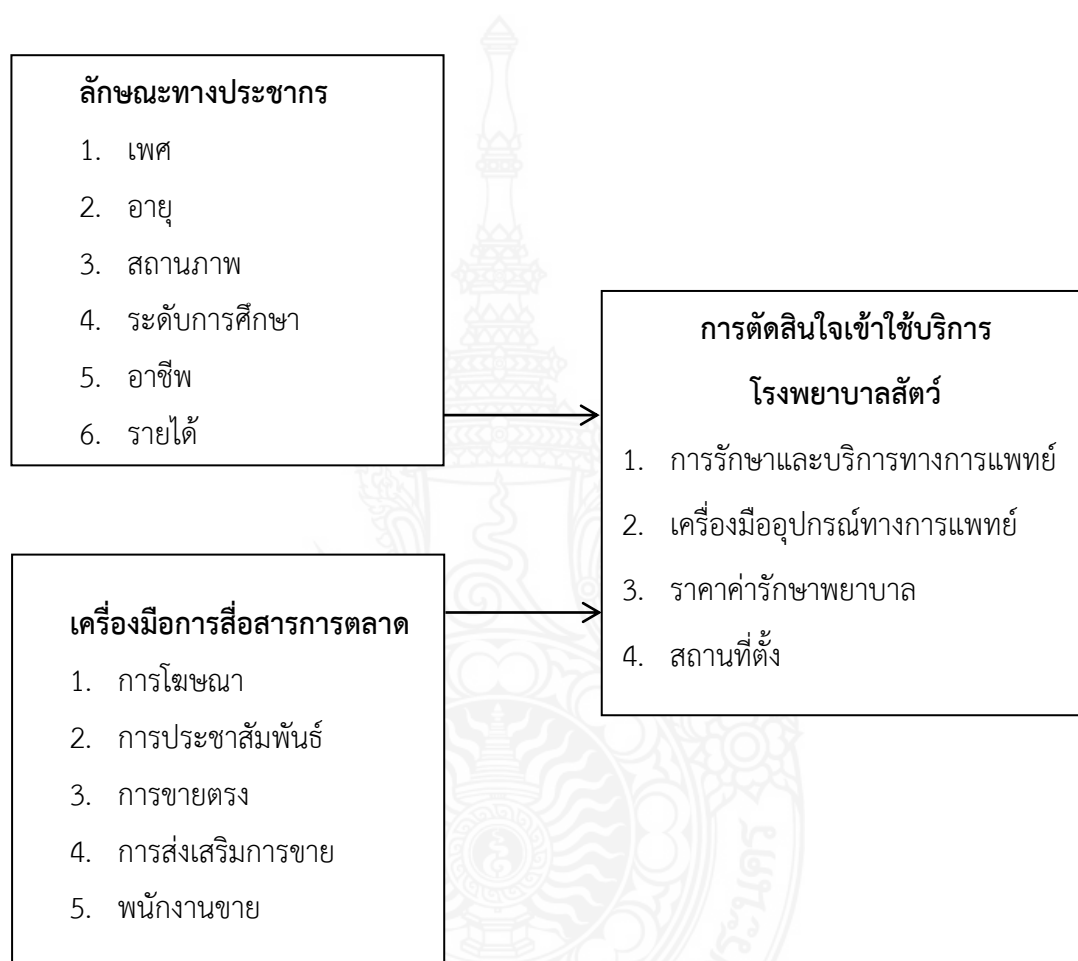 ลักษณะทางประชากร
1. เพศ
2. อายุ
3. สถานภาพ
4. ระดับการศึกษา
5. อาชีพ
6. รายได้
เครื่องมือการสื่อสารการตลาด
1. การโฆษณา
2. การประชาสัมพันธ์
3. การขายตรง
4. การส่งเสริมการขาย
5. พนักงานขาย
การตัดสินใจเข้าใช้บริการ
โรงพยาบาลสัตว์
1. การรักษาและบริการทางการแพทย์
2. เครื่องมืออุปกรณ์ทางการแพทย์
3. ราคาค่ารักษาพยาบาล
4. สถานที่ตั้ง
ระนคร